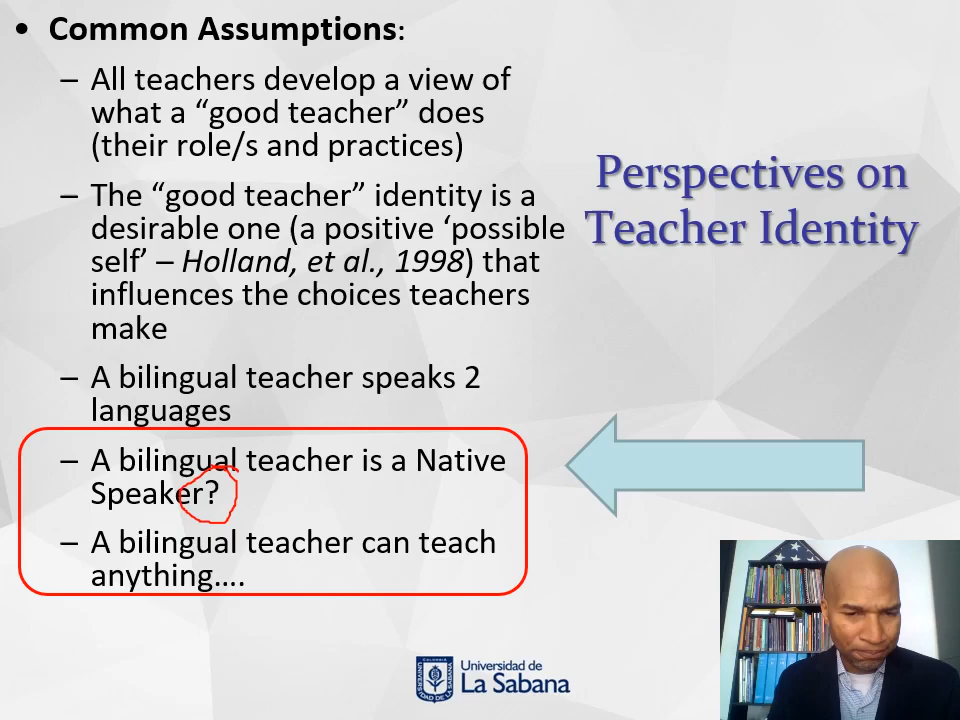 • Common Assumptions:
– All teachers develop a view of
what a “good teacher” does
(their role/s and practices)
– The “good teacher” identity is a
desirable one (a positive ‘possible
self’ – Holland, et al., 1998) that
influences the choices teachers
make
– A bilingual teacher speaks 2
languages
– A bilingual teacher is a Native
Speaker?
– A bilingual teacher can teach
anything….
Perspectives on
Teacher Identity
Universidad de
La Sabana